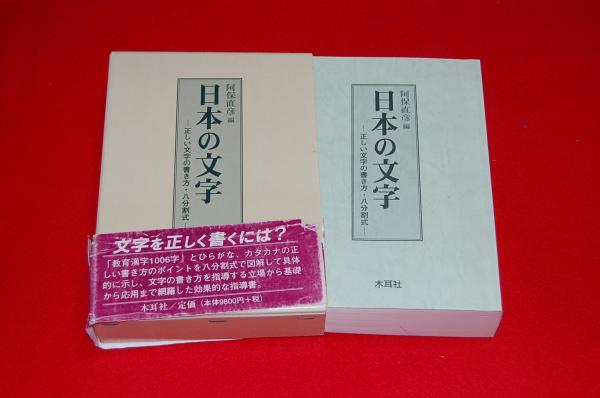 阿保直彦 編
日本の文字
―正しい文字の書き方・八分割式―
文字を正しく書くには?
「教育漢字1006字」とひらがな、カタカナの正
しい書き方のポイントを八分割式で図解して具体
的に示し、文字の書き方を指導する立場から基礎
から応用まで網羅した効果的な指導書。
木耳社/定価(本体9800円+税)
阿保直彦 編
日本の文字
―正しい文字の書き方・八分割式―
木耳社